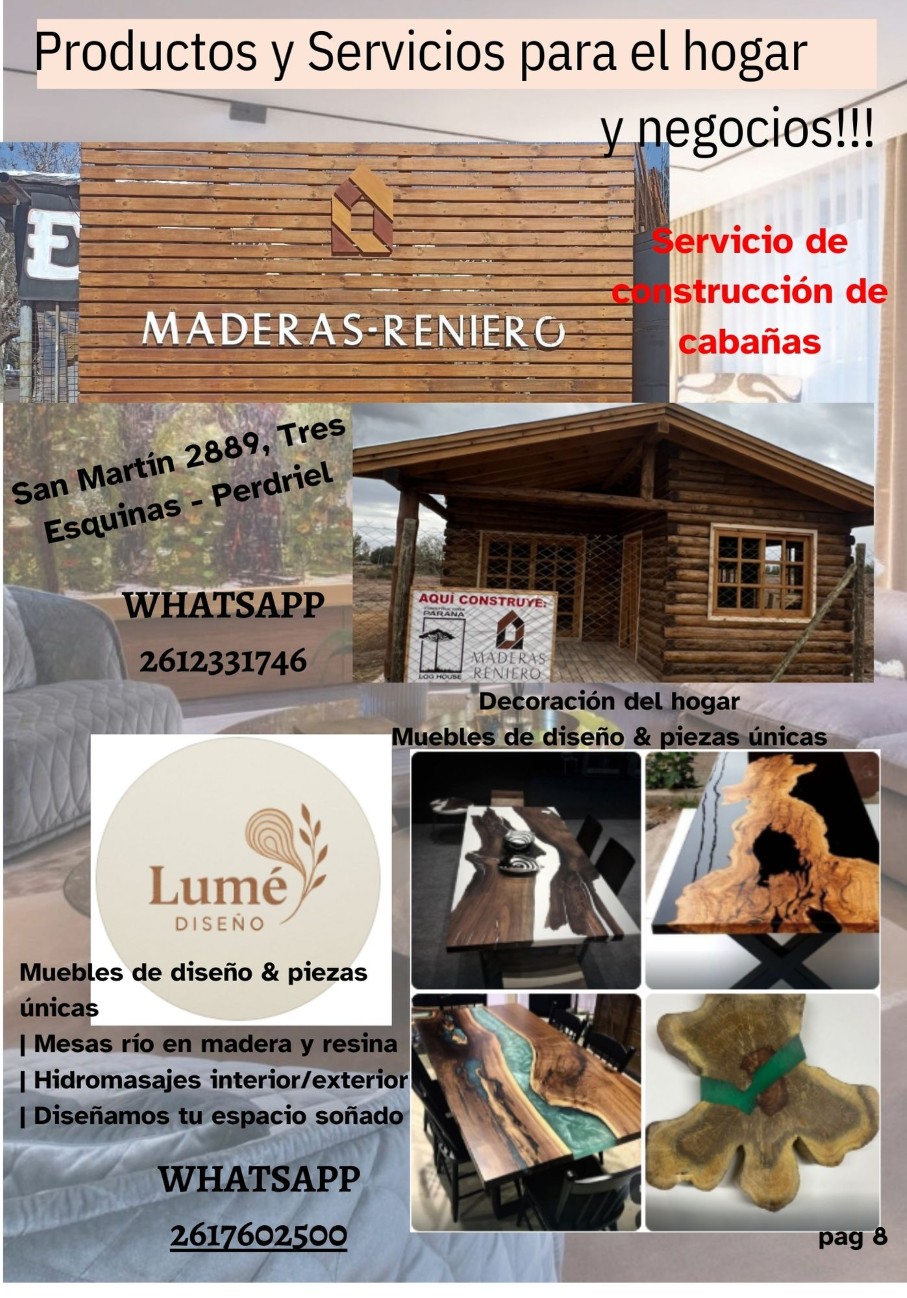 Productos y Servicios para el hogar
y negocios!!!
E
MADERAS-RENIERO
Servicio de
construcción de
cabañas
San Martín 2889, Tres
Esquinas - Perdriel
WHATSAPP
2612331746
AQUÍ CONSTRUYE:
CONSTRUCTORA
PARANA
LOG HOUSE
MADERAS
RENIERO
Decoración del hogar
Muebles de diseño & piezas únicas
Lumé
DISEÑO
Muebles de diseño & piezas
únicas
| Mesas río en madera y resina
| Hidromasajes interior/exterior
| Diseñamos tu espacio soñado
WHATSAPP
2617602500
pag 8